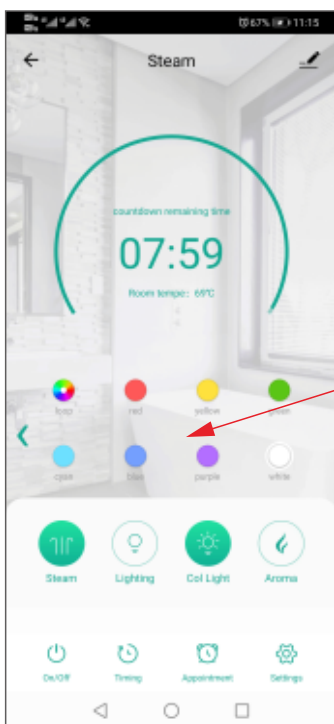 67% 11:15
Steam
countdown remaining time
07:59
Room tempe: 69℃
loop red yellow green
cyan blue purple white
Steam Lighting Col Light Aroma
On/Off Timing Appointment Settings